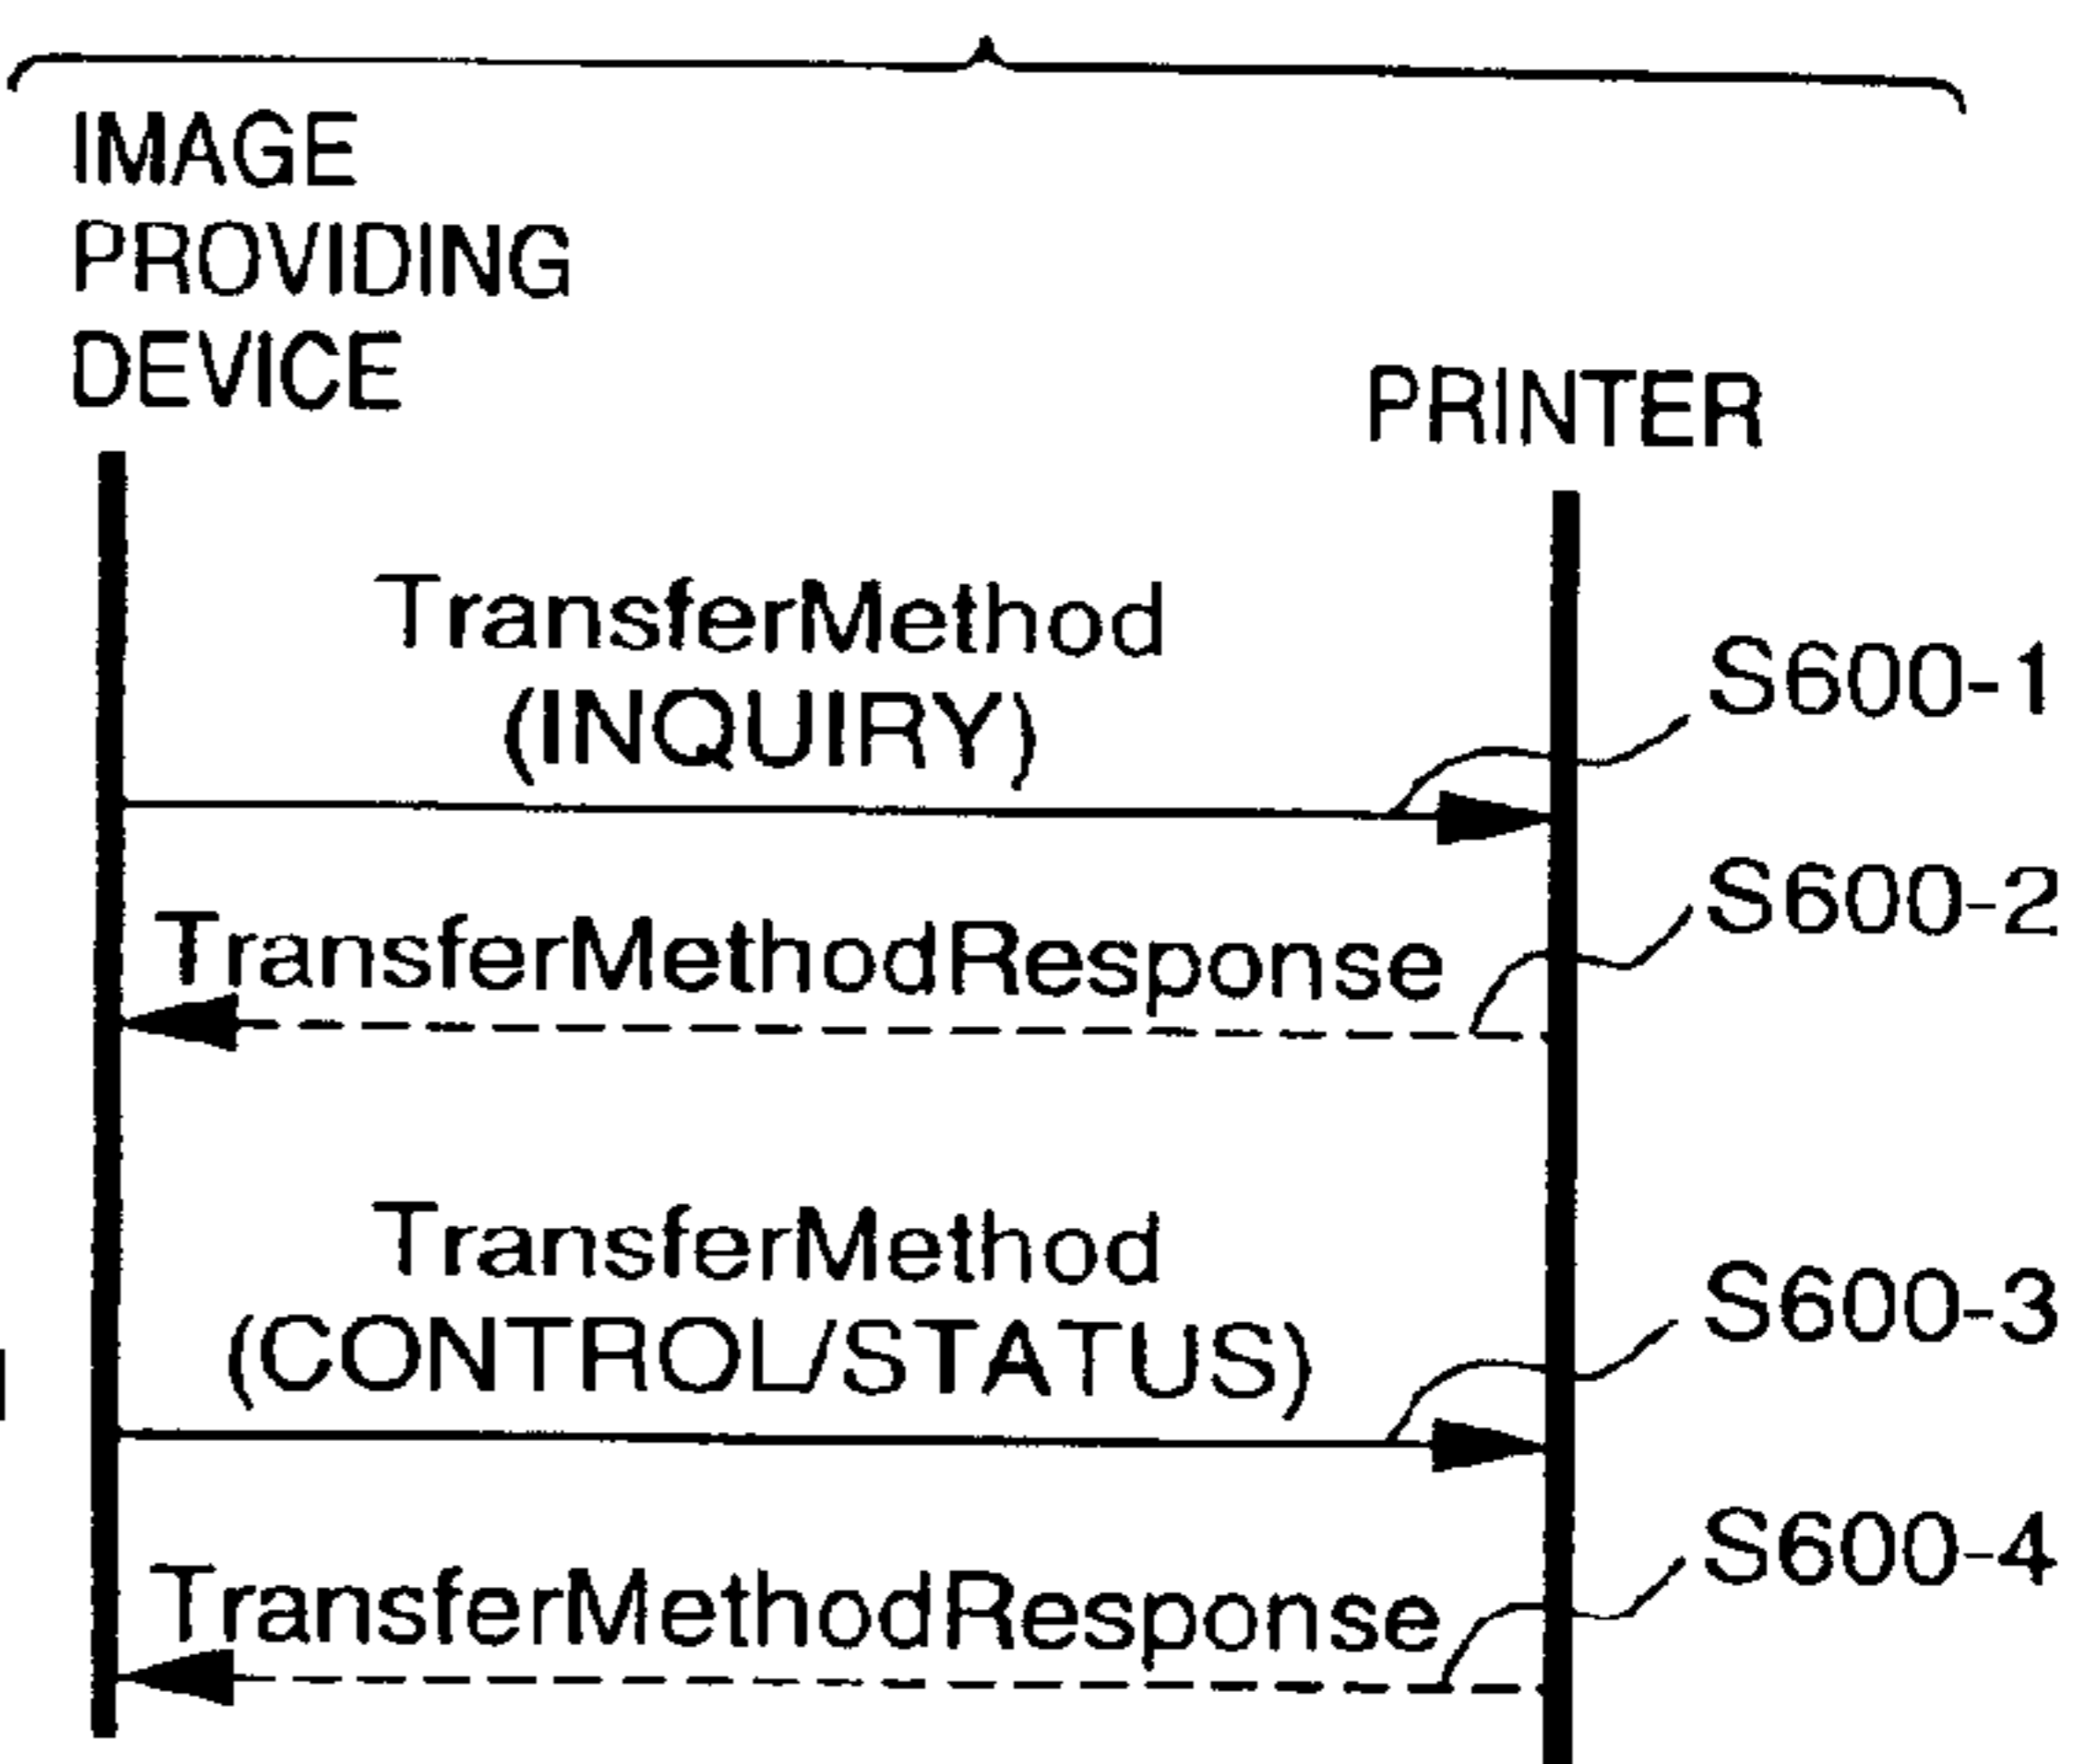 IMAGE
PROVIDING
DEVICE
PRINTER
TransferMethod
(INQUIRY)
S600-1
TransferMethodResponse
S600-2
TransferMethod
(CONTROL/STATUS)
S600-3
TransferMethodResponse
S600-4